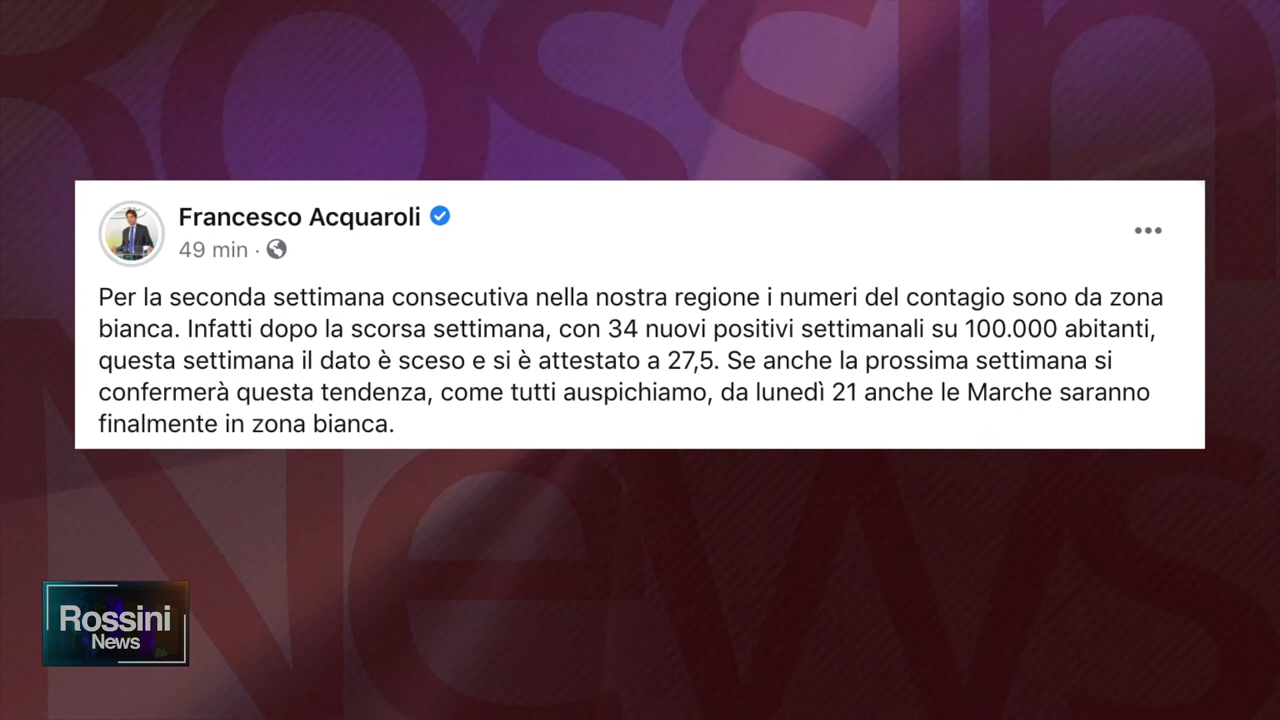 Rossini
News
Francesco Acquaroli
49 min ·
Per la seconda settimana consecutiva nella nostra regione i numeri del contagio sono da zona
bianca. Infatti dopo la scorsa settimana, con 34 nuovi positivi settimanali su 100.000 abitanti,
questa settimana il dato è sceso e si è attestato a 27,5. Se anche la prossima settimana si
confermerà questa tendenza, come tutti auspichiamo, da lunedì 21 anche le Marche saranno
finalmente in zona bianca.
Rossini
News